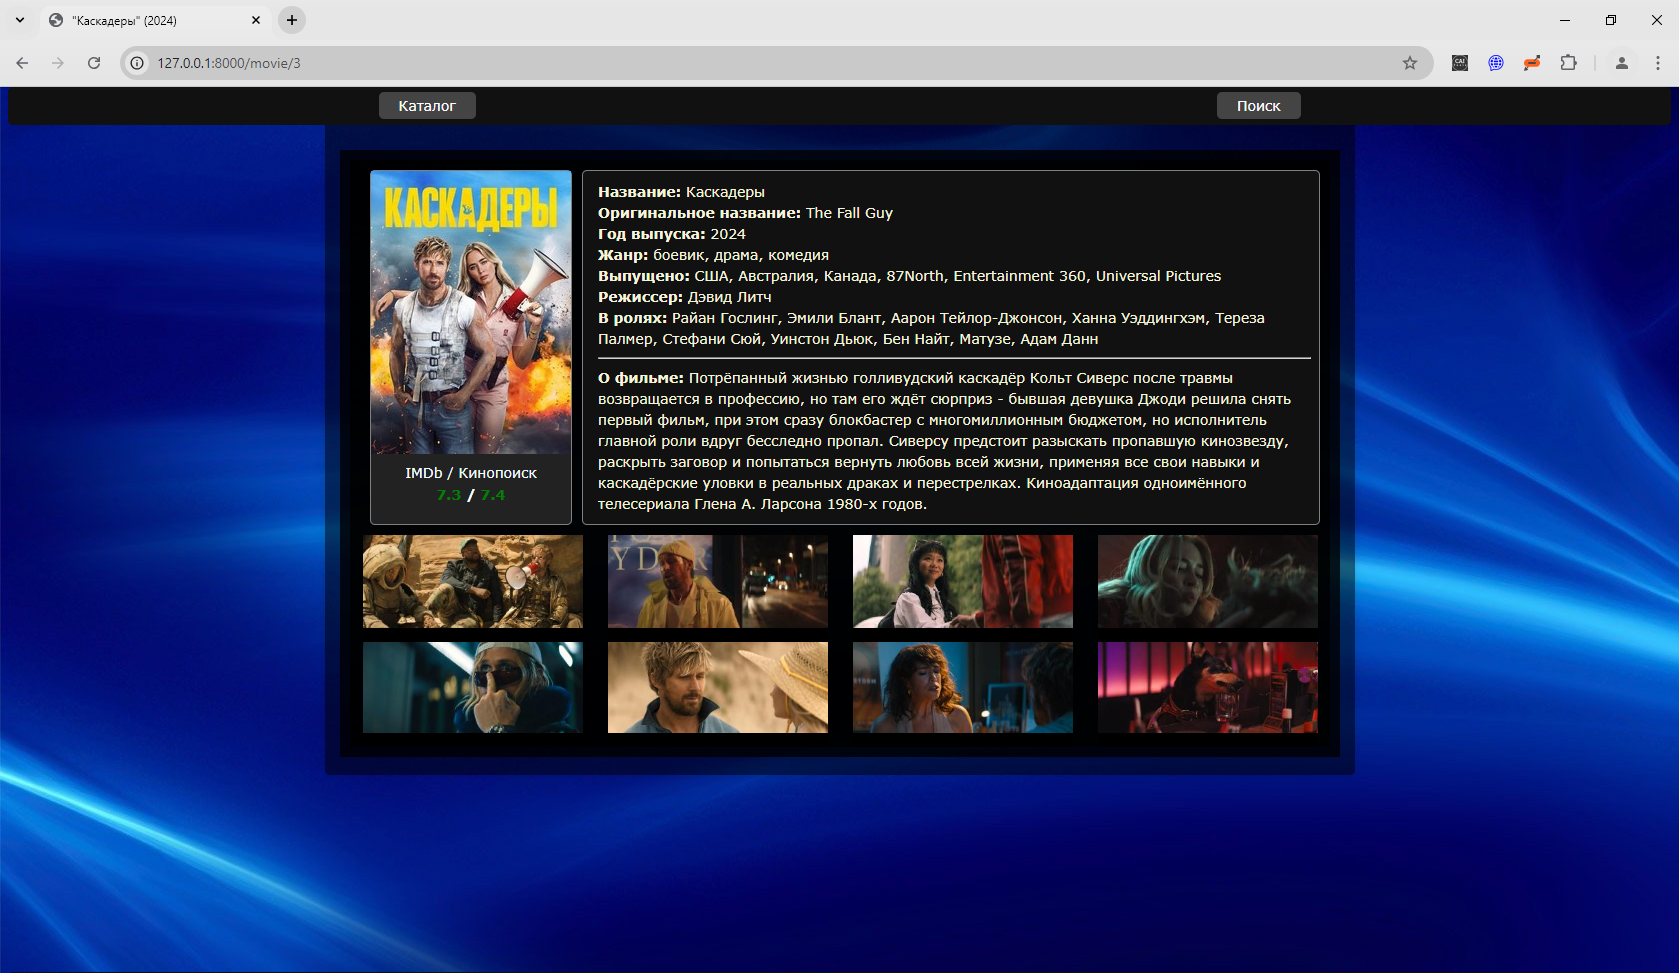 "Каскадеры" (2024)
127.0.0.1:8000/movie/3
CAI
Каталог
Поиск
КАСКАДЕРЫ
IMDb / Кинопоиск
7.3 / 7.4
Название: Каскадеры
Оригинальное название: The Fall Guy
Год выпуска: 2024
Жанр: боевик, драма, комедия
Выпущено: США, Австралия, Канада, 87North, Entertainment 360, Universal Pictures
Режиссер: Дэвид Литч
В ролях: Райан Гослинг, Эмили Блант, Аарон Тейлор-Джонсон, Ханна Уэддингхэм, Тереза
Палмер, Стефани Сюй, Уинстон Дьюк, Бен Найт, Матузе, Адам Данн
О фильме: Потрёпанный жизнью голливудский каскадёр Кольт Сиверс после травмы
возвращается в профессию, но там его ждёт сюрприз - бывшая девушка Джоди решила снять
первый фильм, при этом сразу блокбастер с многомиллионным бюджетом, но исполнитель
главной роли вдруг бесследно пропал. Сиверсу предстоит разыскать пропавшую кинозвезду,
раскрыть заговор и попытаться вернуть любовь всей жизни, применяя все свои навыки и
каскадёрские уловки в реальных драках и перестрелках. Киноадаптация одноимённого
телесериала Глена А. Ларсона 1980-х годов.
YDER